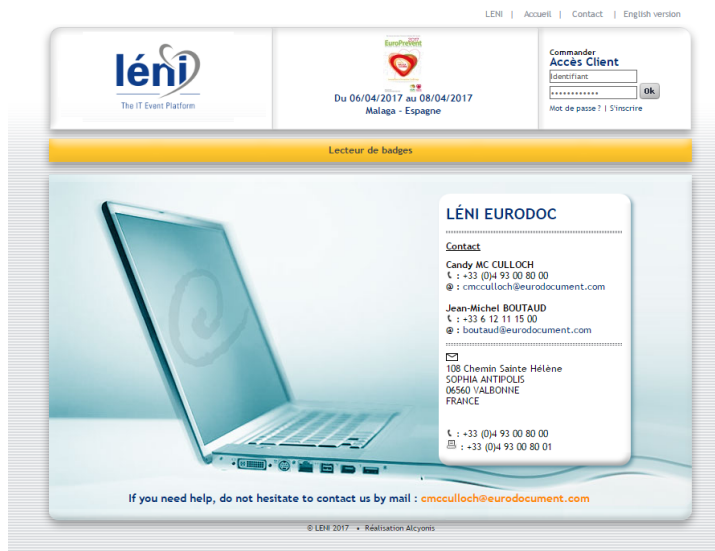 LENI | Accueil | Contact | English version
léni
The IT Event Platform
2017
EuroPrevent
Du 06/04/2017 au 08/04/2017
Malaga - Espagne
Commander
Accès Client
Identifiant
Ok
Mot de passe ? | S'inscrire
Lecteur de badges
LÉNI EURODOC
Contact
Candy MC CULLOCH
: +33 (0)4 93 00 80 00
@ : cmcculloch@eurodocument.com
Jean-Michel BOUTAUD
: +33 6 12 11 15 00
@ : boutaud@eurodocument.com
108 Chemin Sainte Hélène
SOPHIA ANTIPOLIS
06560 VALBONNE
FRANCE
: +33 (0)4 93 00 80 00
: +33 (0)4 93 00 80 01
If you need help, do not hesitate to contact us by mail : cmcculloch@eurodocument.com
© LENI 2017 • Réalisation Alcyonis